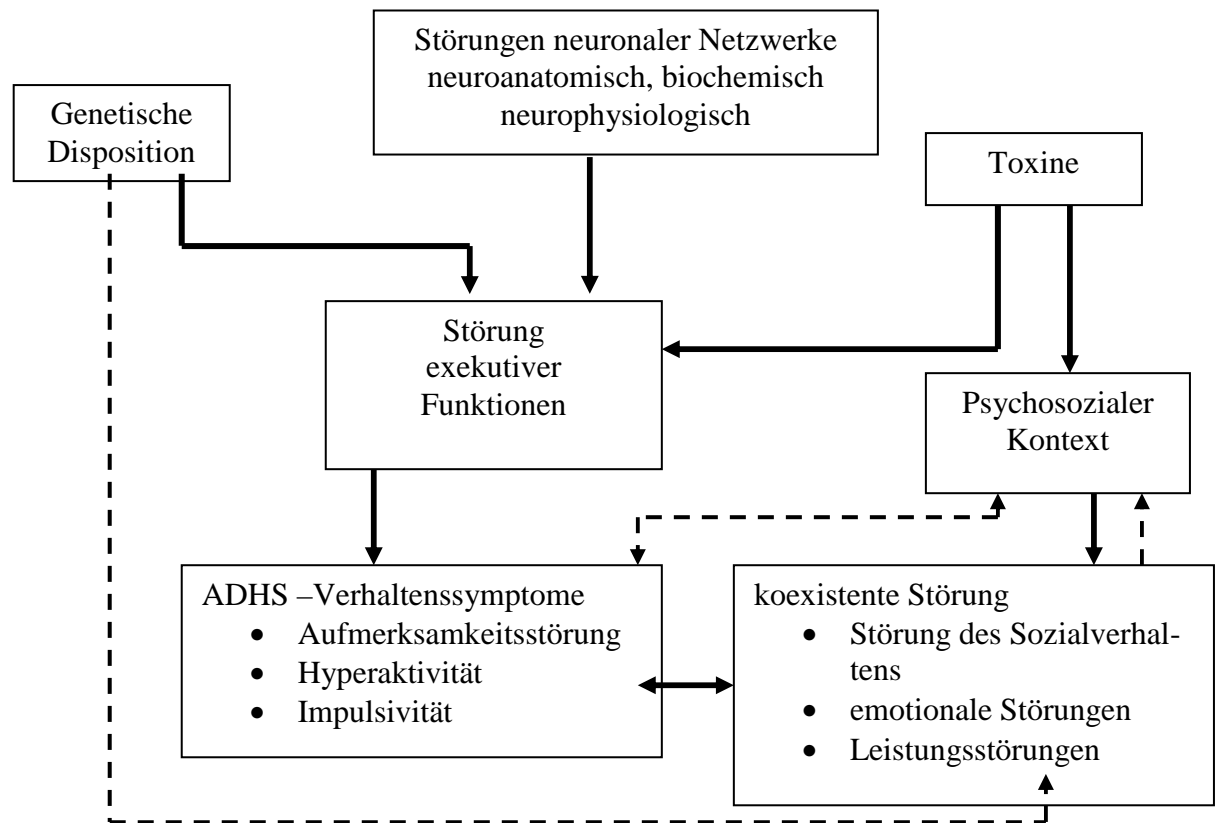 Störungen neuronaler Netzwerke
neuroanatomisch, biochemisch
neurophysiologisch
Genetische
Disposition
Toxine
Störung
exekutiver
Funktionen
Psychosozialer
Kontext
ADHS –Verhaltenssymptome
• Aufmerksamkeitsstörung
• Hyperaktivität
• Impulsivität
koexistente Störung
• Störung des Sozialverhal-
tens
• emotionale Störungen
• Leistungsstörungen